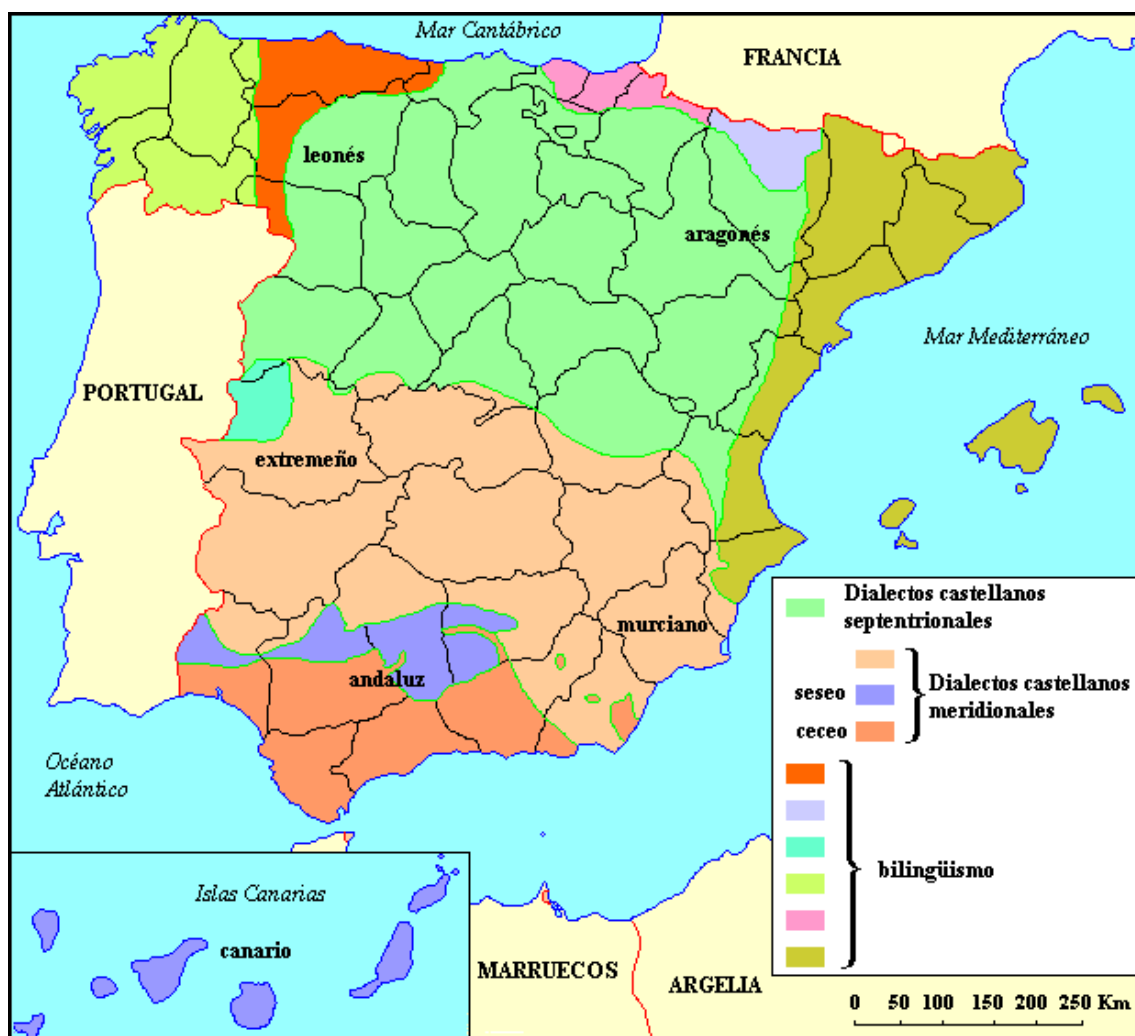 Mar Cantábrico
FRANCIA
leonés
aragonés
Mar Mediterráneo
PORTUGAL
extremeño
murciano
andaluz
Océano
Atlántico
Dialectos castellanos
septentrionales
seseo
ceceo
Dialectos castellanos
meridionales
bilingüismo
Islas Canarias
canario
MARRUECOS
ARGELIA
0 50 100 150 200 250 Km